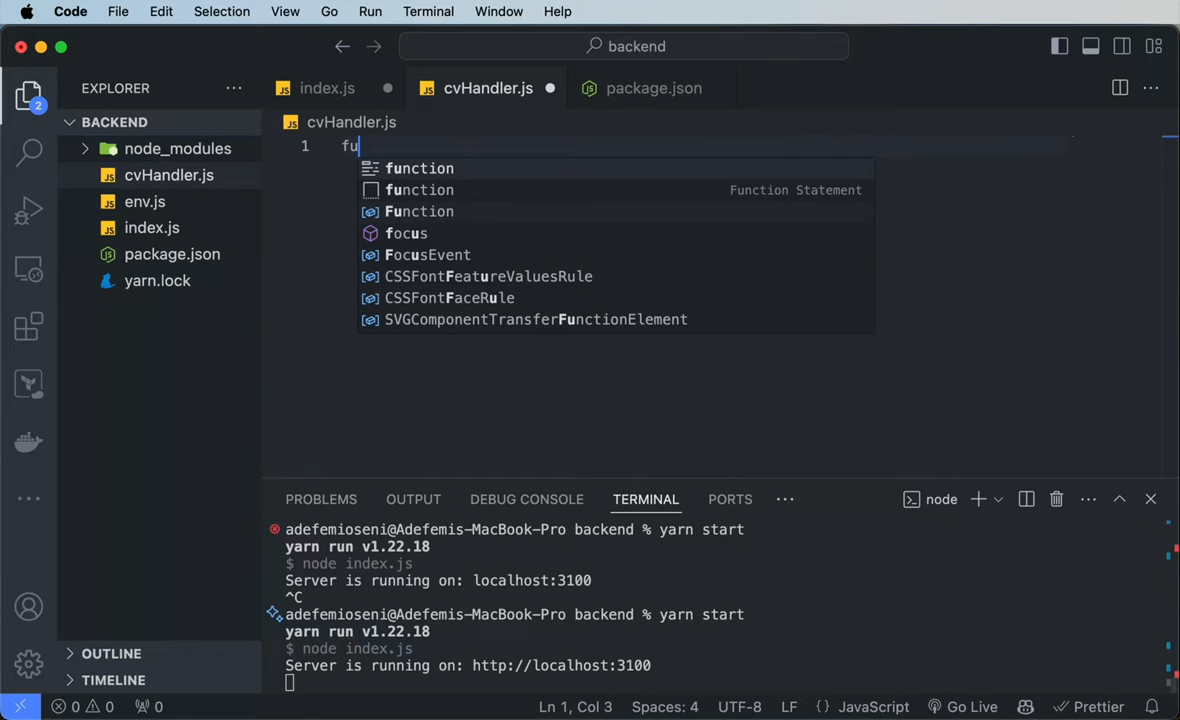 Code File Edit Selection View Go Run Terminal Window Help
backend
EXPLORER
index.js
cvHandler.js
package.json
2
BACKEND
node_modules
cvHandler.js
env.js
index.js
package.json
yarn.lock
OUTLINE
TIMELINE
cvHandler.js
1 fu
function
function Function Statement
Function
focus
FocusEvent
CSSFontFeatureValuesRule
CSSFontFaceRule
SVGComponentTransferFunctionElement
PROBLEMS OUTPUT DEBUG CONSOLE TERMINAL PORTS ... node
adefemioseni@Adefemis-MacBook-Pro backend % yarn start
yarn run v1.22.18
$ node index.js
Server is running on: localhost:3100
^C
adefemioseni@Adefemis-MacBook-Pro backend % yarn start
yarn run v1.22.18
$ node index.js
Server is running on: http://localhost:3100
0 0 0 Ln 1, Col 3 Spaces: 4 UTF-8 LF {} JavaScript Go Live Prettier